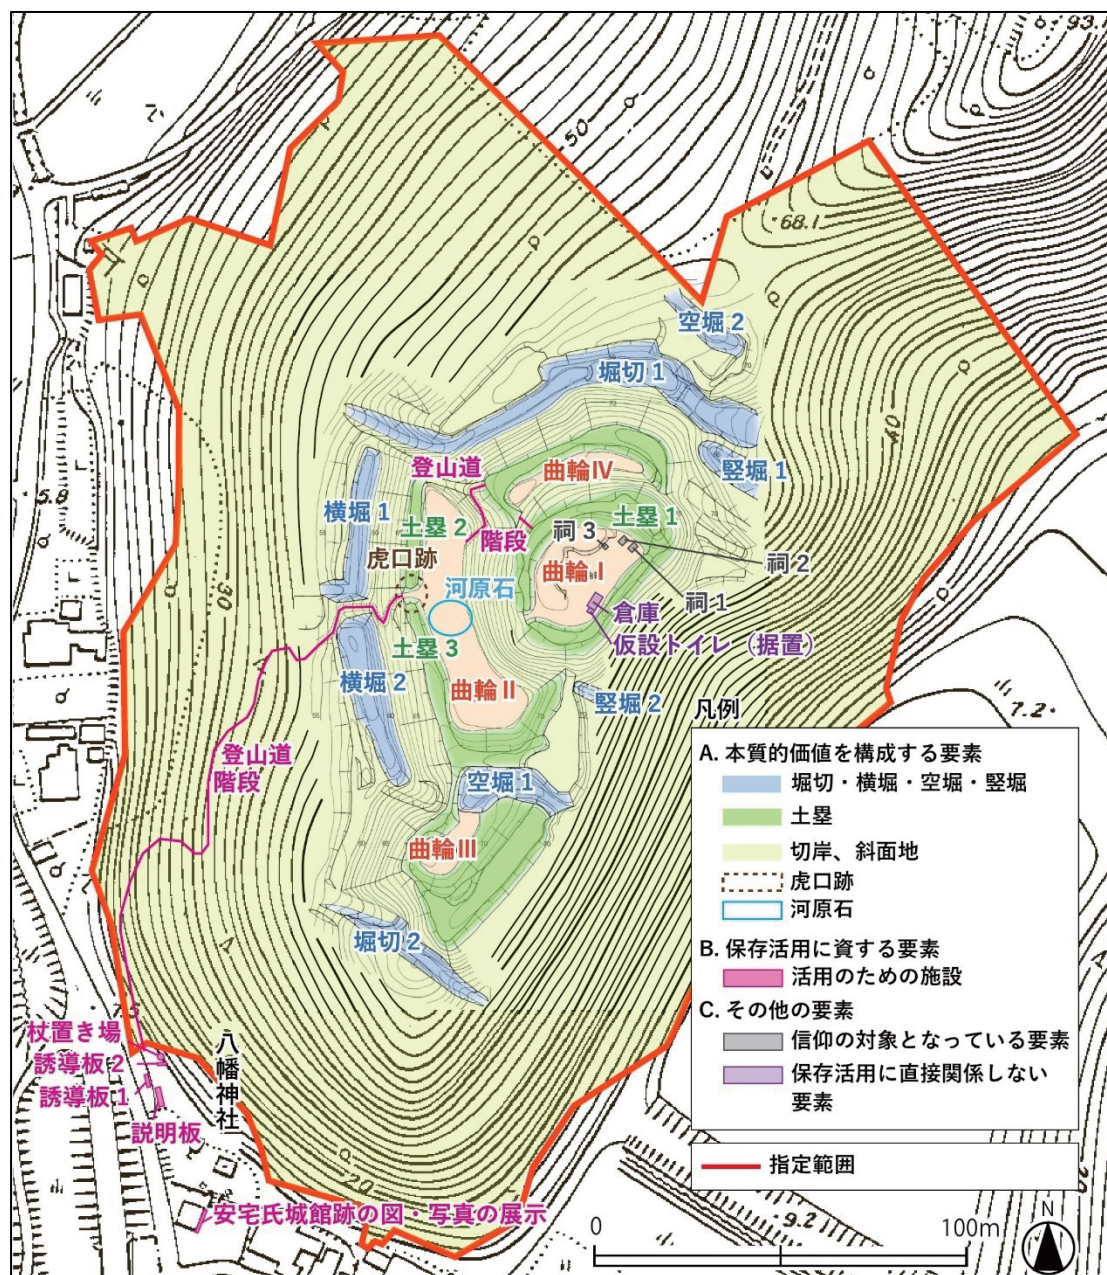 93.
50
68.1
空堀 2
堀切 1
40
竪堀 1
登山道
曲輪Ⅳ
5.8
横堀 1
土塁 2
階段
祠 3
土塁 1
祠 2
虎口跡
曲輪Ⅰ
30
河原石
祠 1
倉庫
仮設トイレ（据置）
土塁 3
横堀 2
曲輪Ⅱ
竪堀 2
7.2
登山道
階段
空堀 1
曲輪Ⅲ
堀切 2
凡例
A. 本質的価値を構成する要素
堀切・横堀・空堀・竪堀
土塁
切岸、斜面地
虎口跡
河原石
B. 保存活用に資する要素
活用のための施設
C. その他の要素
信仰の対象となっている要素
保存活用に直接関係しない
要素
指定範囲
杖置き場
誘導板 2
誘導板 1
説明板
八幡神社
20
安宅氏城館跡の図・写真の展示
9.2
0
100m
N